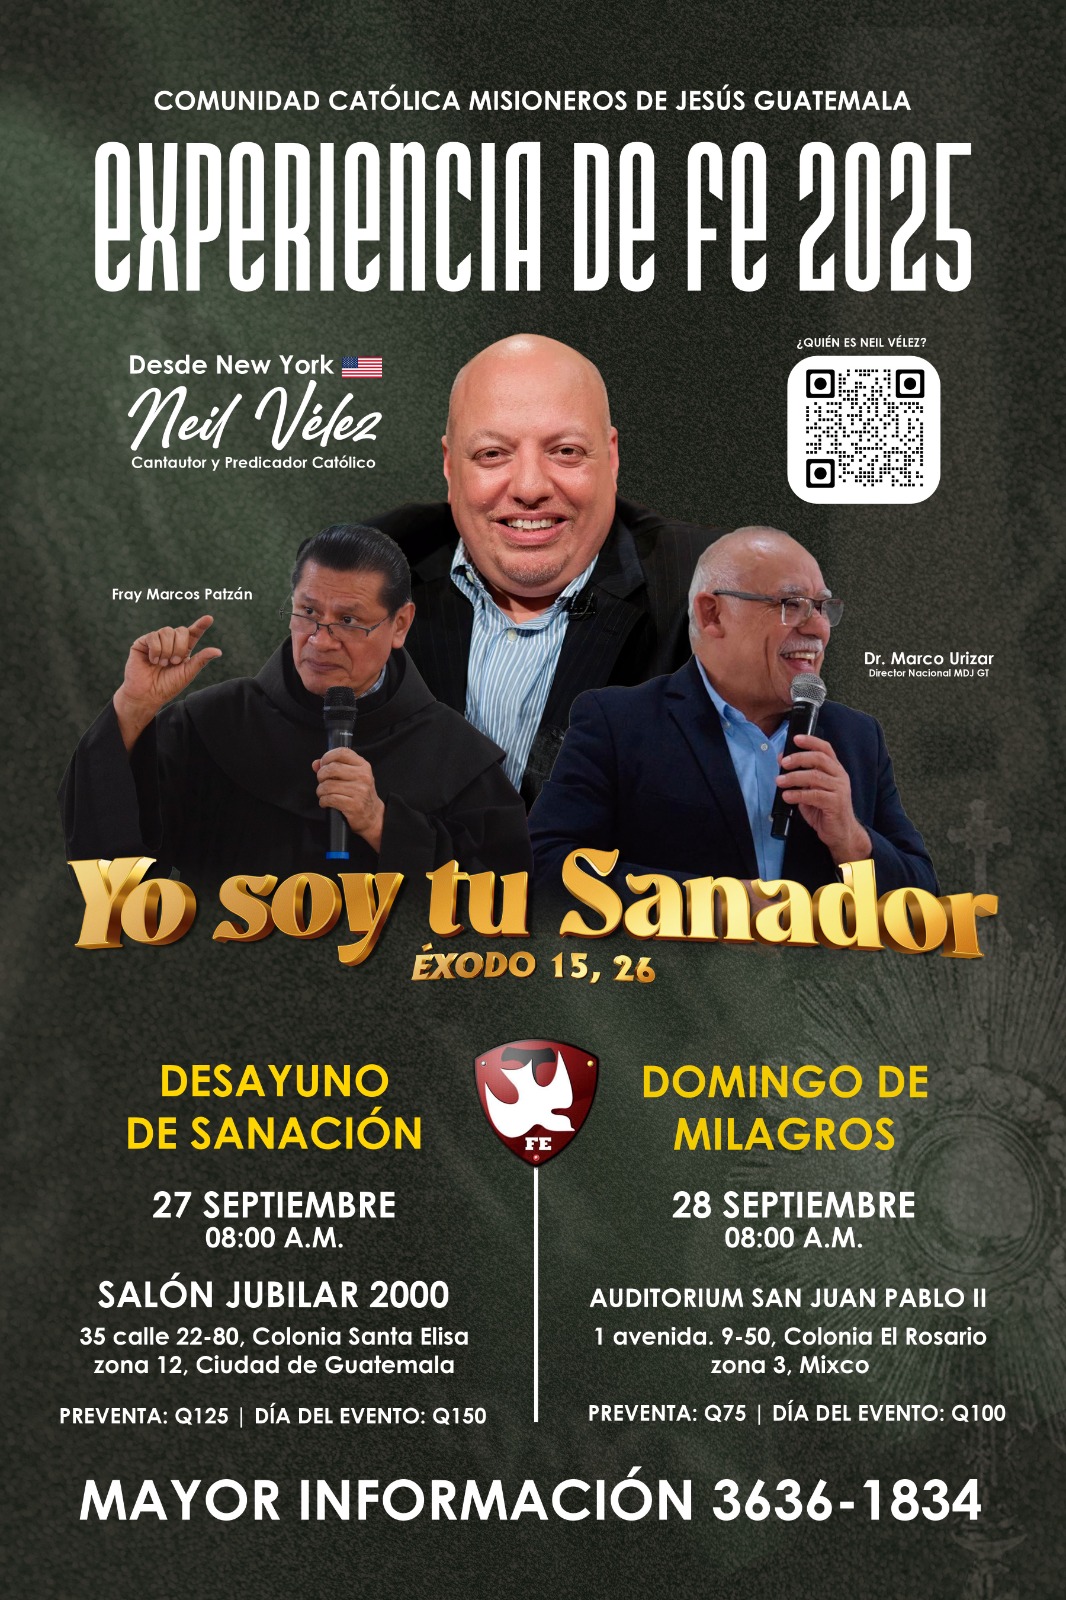 COMUNIDAD CATÓLICA MISIONEROS DE JESÚS GUATEMALA
EXPERIENCIA DE FE 2025
Desde New York
Neil Vélez
Cantautor y Predicador Católico
¿QUIÉN ES NEIL VÉLEZ?
Fray Marcos Patzán
Dr. Marco Urizar
Director Nacional MDJ GT
Yo soy tu Sanador
ÉXODO 15, 26
FE
DESAYUNO
DE SANACIÓN
27 SEPTIEMBRE
08:00 A.M.
SALÓN JUBILAR 2000
35 calle 22-80, Colonia Santa Elisa
zona 12, Ciudad de Guatemala
PREVENTA: Q125 | DÍA DEL EVENTO: Q150
DOMINGO DE
MILAGROS
28 SEPTIEMBRE
08:00 A.M.
AUDITORIUM SAN JUAN PABLO II
1 avenida. 9-50, Colonia El Rosario
zona 3, Mixco
PREVENTA: Q75 | DÍA DEL EVENTO: Q100
MAYOR INFORMACIÓN 3636-1834